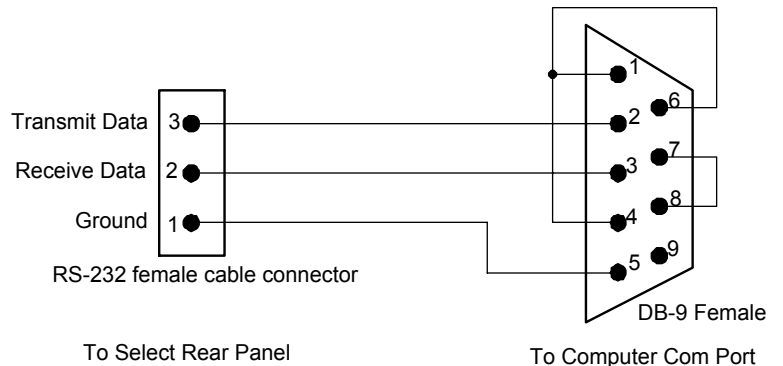 1
6
Transmit Data 3
2
7
Receive Data 2
3
8
Ground 1
4
9
5
RS-232 female cable connector
DB-9 Female
To Select Rear Panel
To Computer Com Port